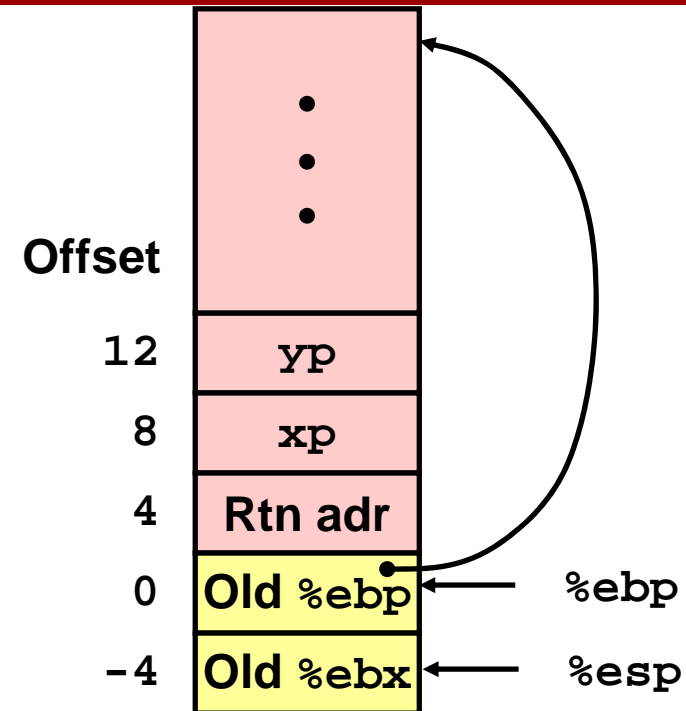 Offset
12 yp
8 xp
4 Rtn adr
0 Old %ebp %ebp
-4 Old %ebx %esp